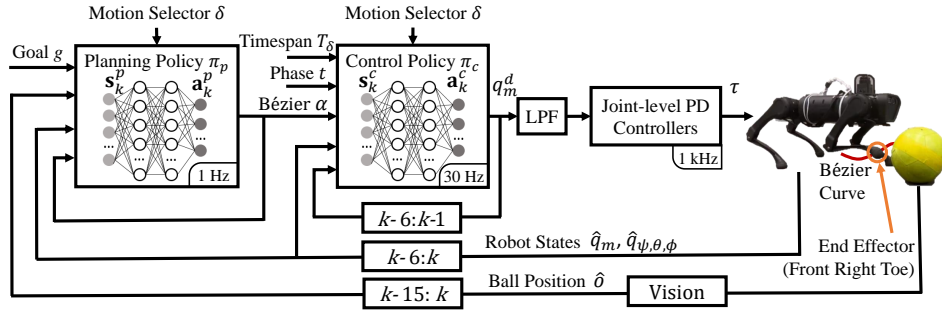 Motion Selector δ
Motion Selector δ
Goal g
Planning Policy π_p
s_k^p
a_k^p
...
...
...
...
1 Hz
Bézier α
Timespan T_δ
Phase t
Control Policy π_c
s_k^c
a_k^c
...
...
...
...
30 Hz
q_m^d
LPF
Joint-level PD
Controllers
1 kHz
τ
Bézier
Curve
End Effector
(Front Right Toe)
k-6:k-1
k-6:k
Robot States q̂_m, q̂_ψ,θ,ϕ
k-15: k
Ball Position ô
Vision